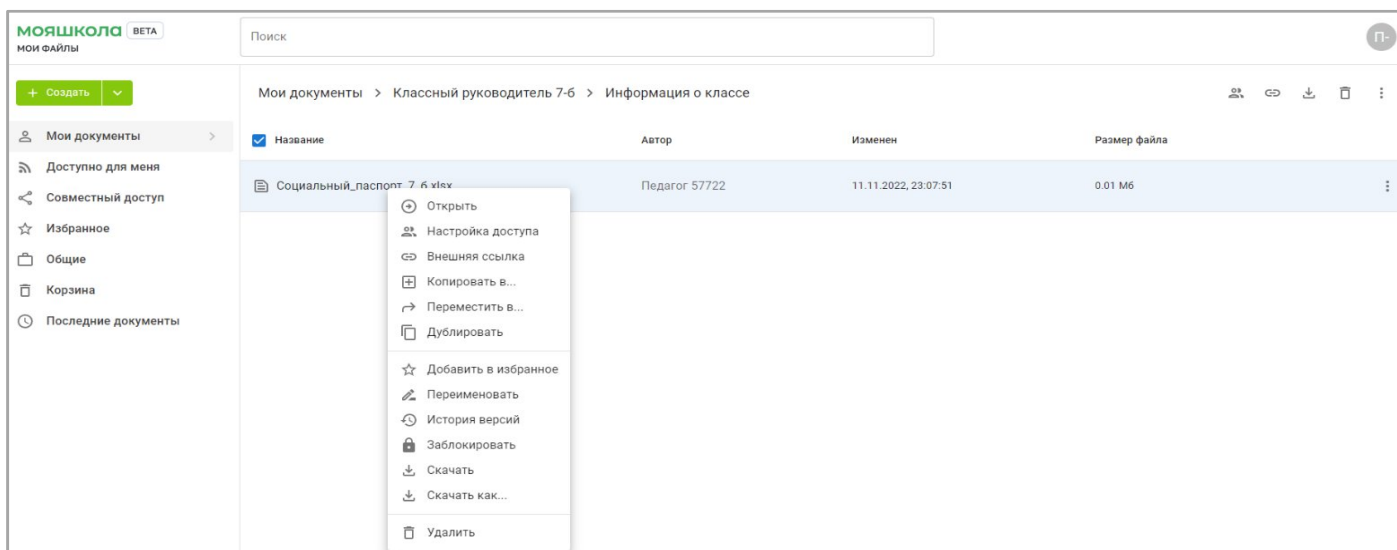 МОЯШКОЛА BETA
МОИ ФАЙЛЫ
Поиск
П-
+ Создать
Мои документы > Классный руководитель 7-б > Информация о классе
Мои документы
Доступно для меня
Совместный доступ
Избранное
Общие
Корзина
Последние документы
Название Автор Изменен Размер файла
Социальный_паспорт_7_б.xlsx Педагог 57722 11.11.2022, 23:07:51 0.01 Мб
Открыть
Настройка доступа
Внешняя ссылка
Копировать в...
Переместить в...
Дублировать
Добавить в избранное
Переименовать
История версий
Заблокировать
Скачать
Скачать как...
Удалить